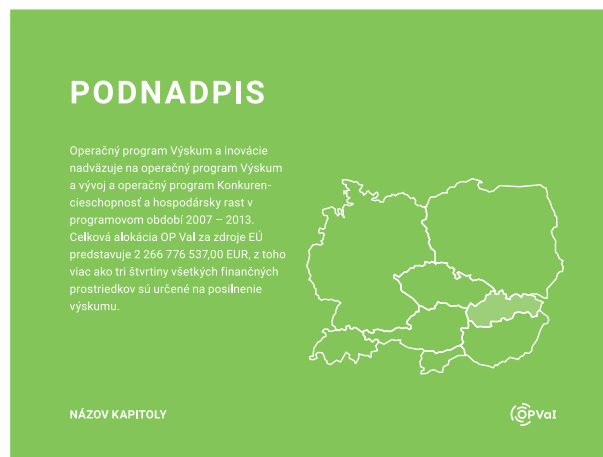 PODNADPIS
Operačný program Výskum a inovácie
nadväzuje na operačný program Výskum
a vývoj a operačný program Konkuren-
cieschopnosť a hospodársky rast v
programovom období 2007 – 2013.
Celková alokácia OP VaI za zdroje EÚ
predstavuje 2 266 776 537,00 EUR, z toho
viac ako tri štvrtiny všetkých finančných
prostriedkov sú určené na posilnenie
výskumu.
NÁZOV KAPITOLY
OPVaI